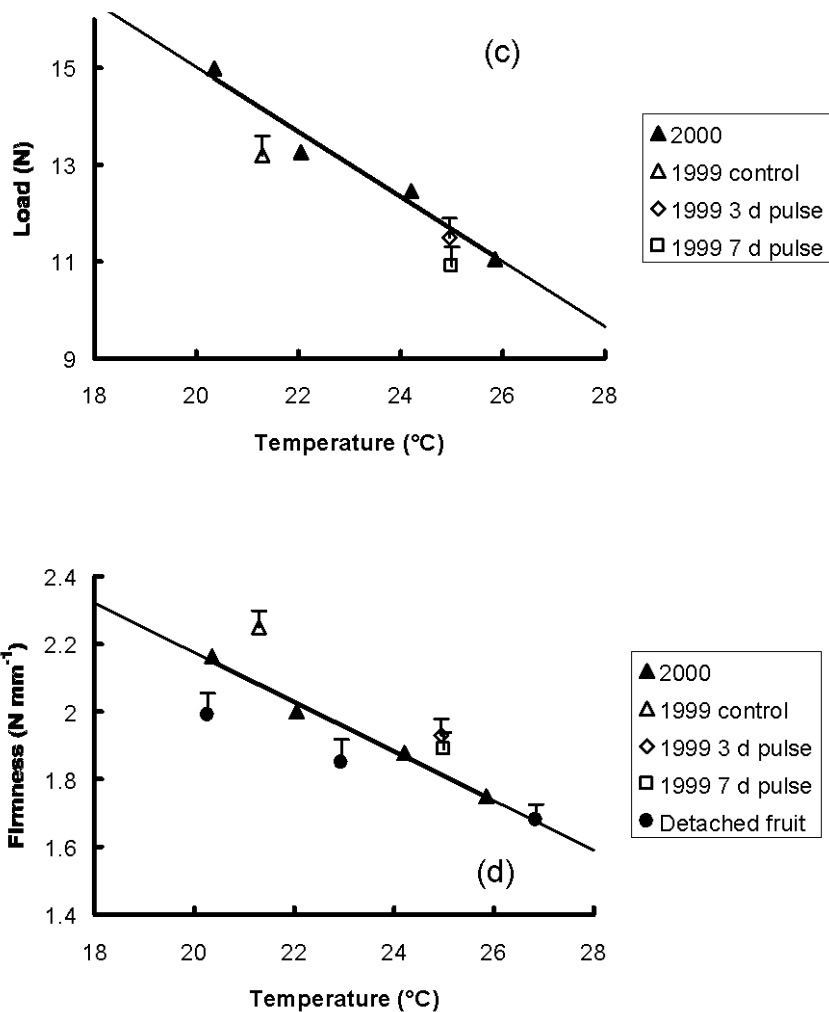 (c)
15
13
11
9
Load (N)
18 20 22 24 26 28
Temperature (°C)
2000
1999 control
1999 3 d pulse
1999 7 d pulse
2.4
2.2
2
1.8
1.6
1.4
Firmness (N mm⁻¹)
(d)
18 20 22 24 26 28
Temperature (°C)
2000
1999 control
1999 3 d pulse
1999 7 d pulse
Detached fruit